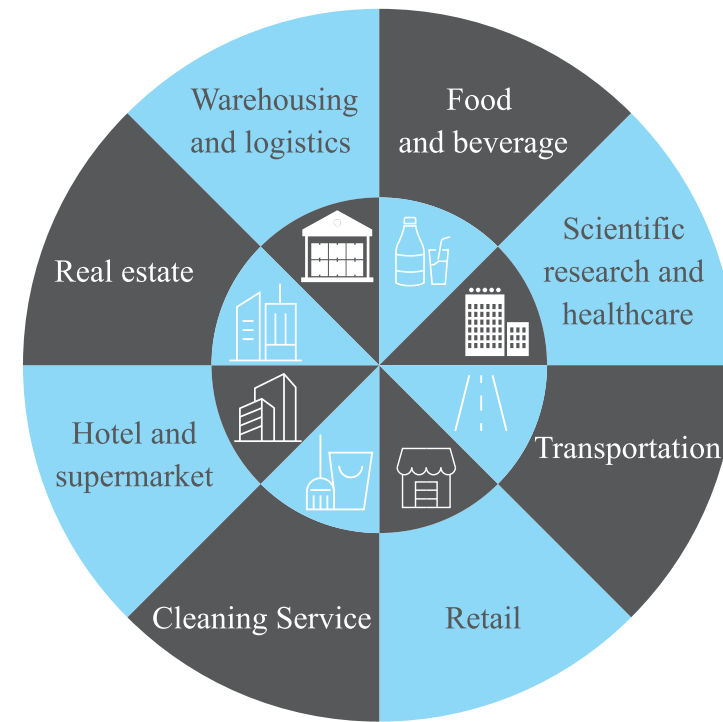 Warehousing
and logistics
Food
and beverage
Scientific
research and
healthcare
Real estate
Transportation
Hotel and
supermarket
Cleaning Service
Retail